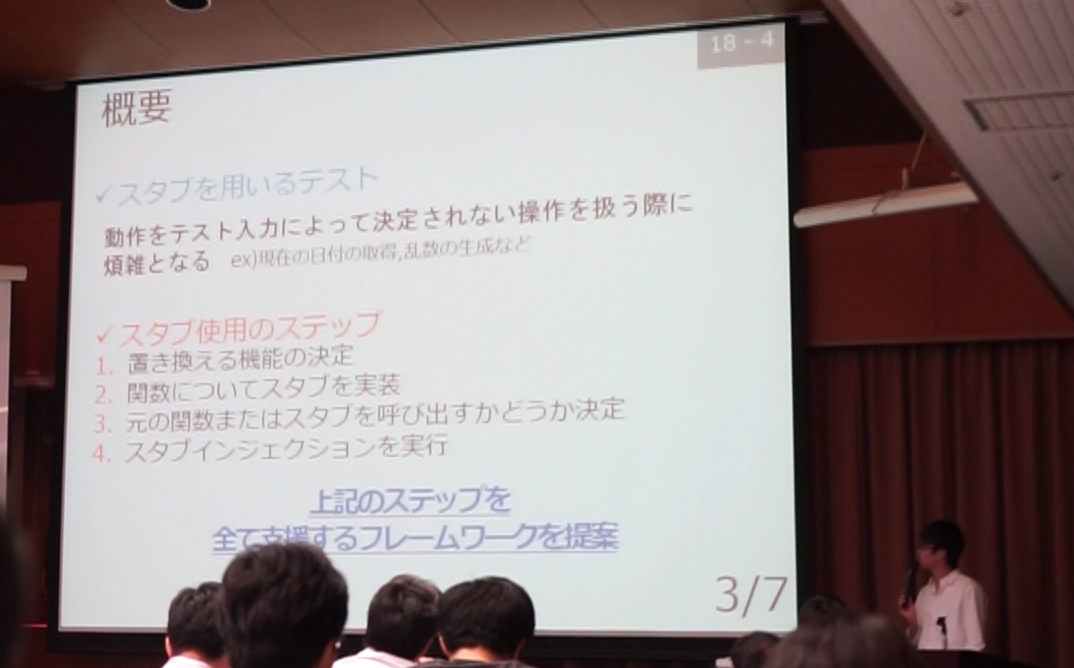 18-4
概要
✓スタブを用いるテスト
動作をテスト入力によって決定されない操作を扱う際に
煩雑となる ex)現在の日付の取得,乱数の生成など
✓スタブ使用のステップ
1. 置き換える機能の決定
2. 関数についてスタブを実装
3. 元の関数またはスタブを呼び出すかどうか決定
4. スタブインジェクションを実行
上記のステップを
全て支援するフレームワークを提案
3/7